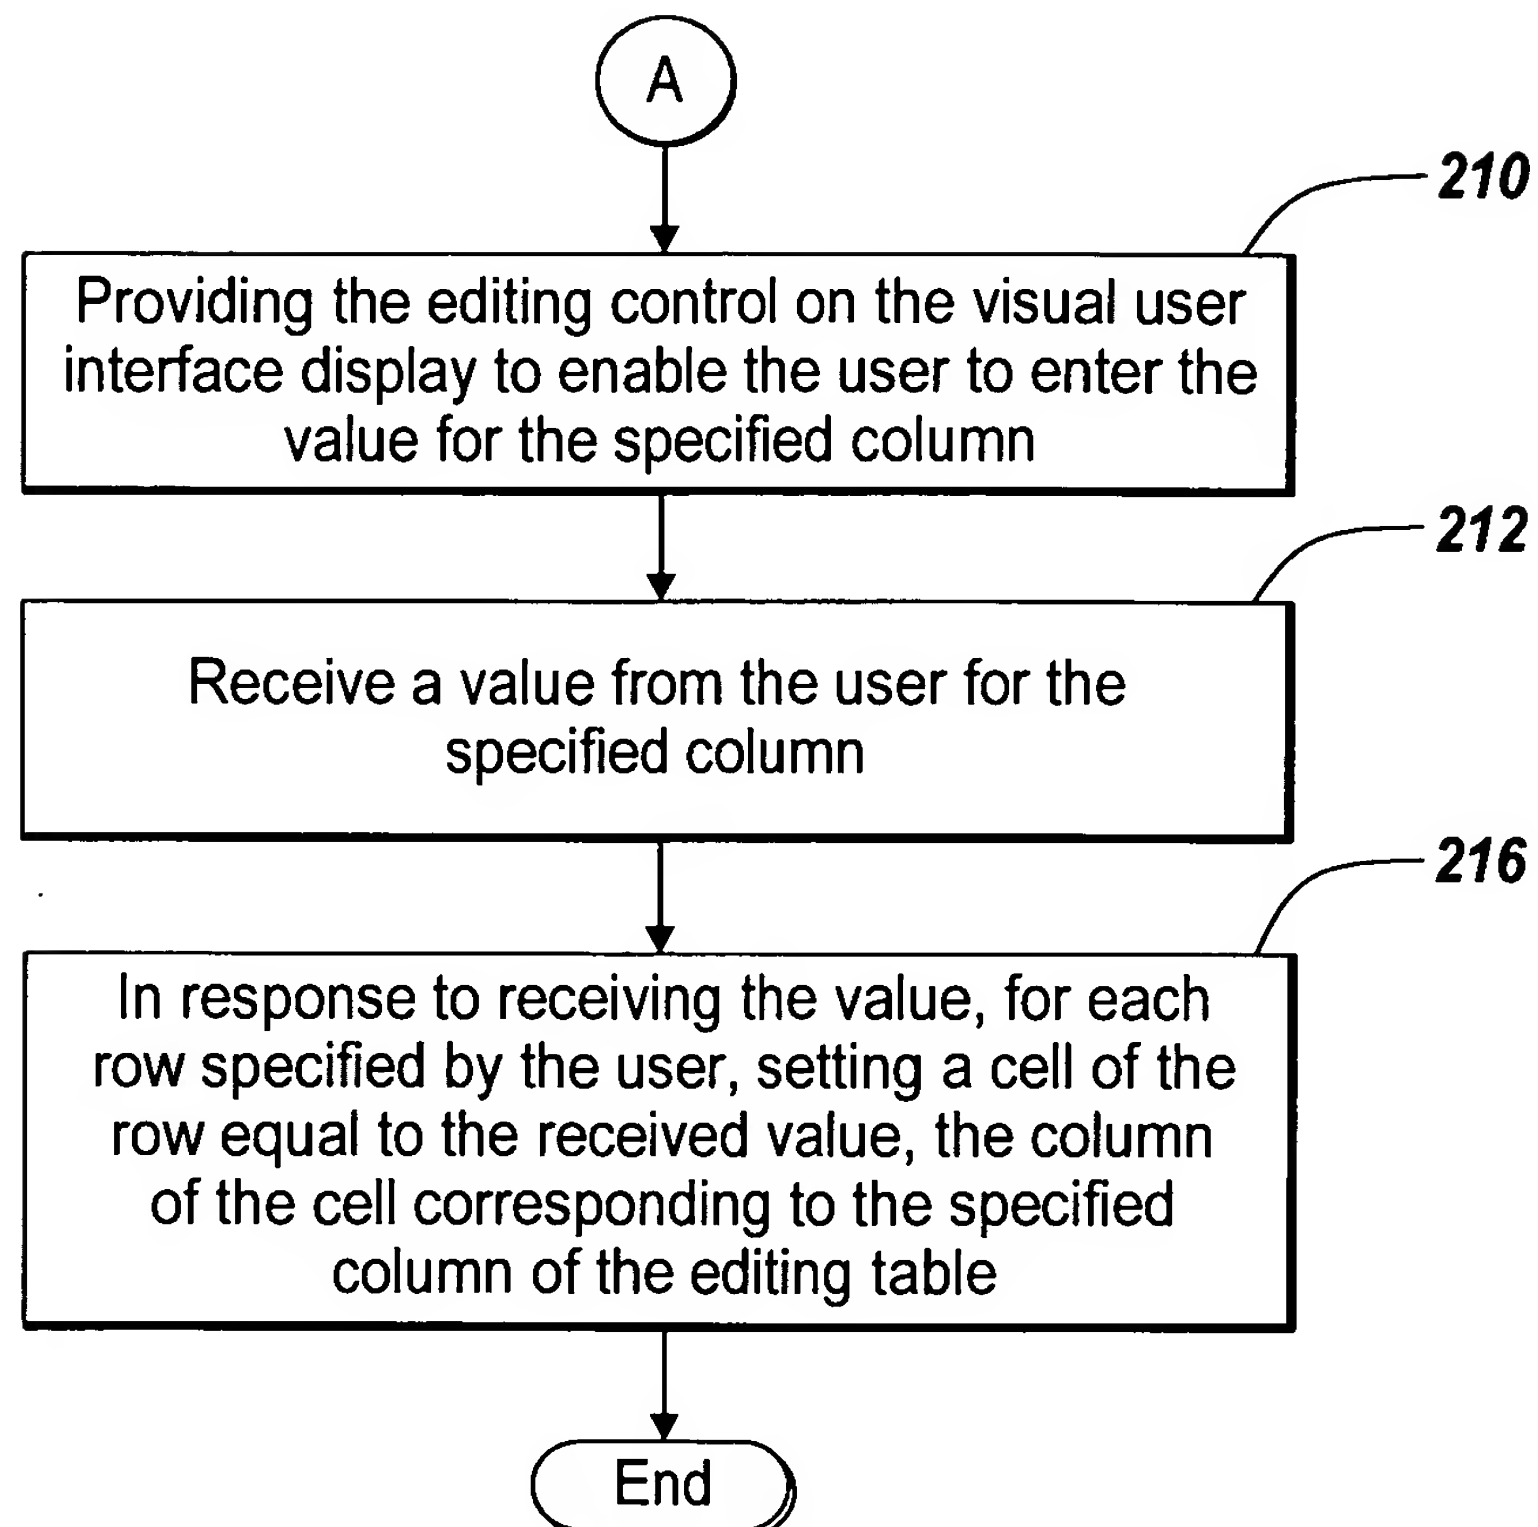 A
210
Providing the editing control on the visual user
interface display to enable the user to enter the
value for the specified column
212
Receive a value from the user for the
specified column
216
In response to receiving the value, for each
row specified by the user, setting a cell of the
row equal to the received value, the column
of the cell corresponding to the specified
column of the editing table
End